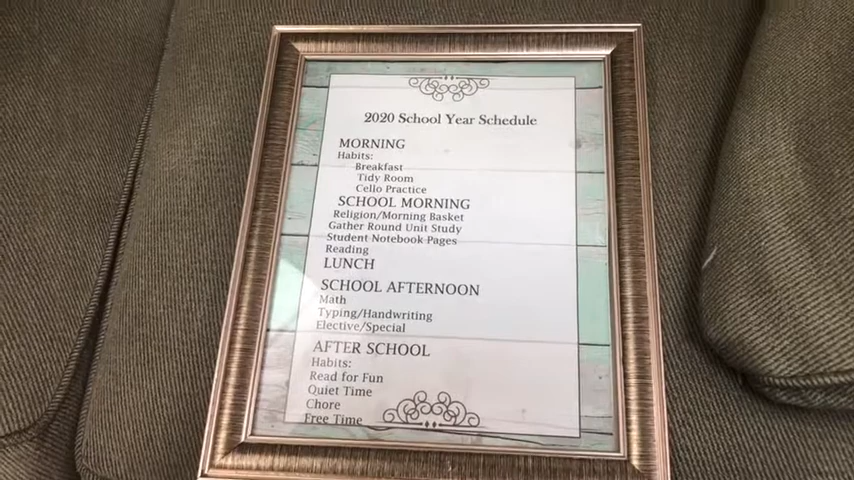 2020 School Year Schedule
MORNING
Habits:
Breakfast
Tidy Room
Cello Practice
SCHOOL MORNING
Religion/Morning Basket
Gather Round Unit Study
Student Notebook Pages
Reading
LUNCH
SCHOOL AFTERNOON
Math
Typing/Handwriting
Elective/Special
AFTER SCHOOL
Habits:
Read for Fun
Quiet Time
Chore
Free Time